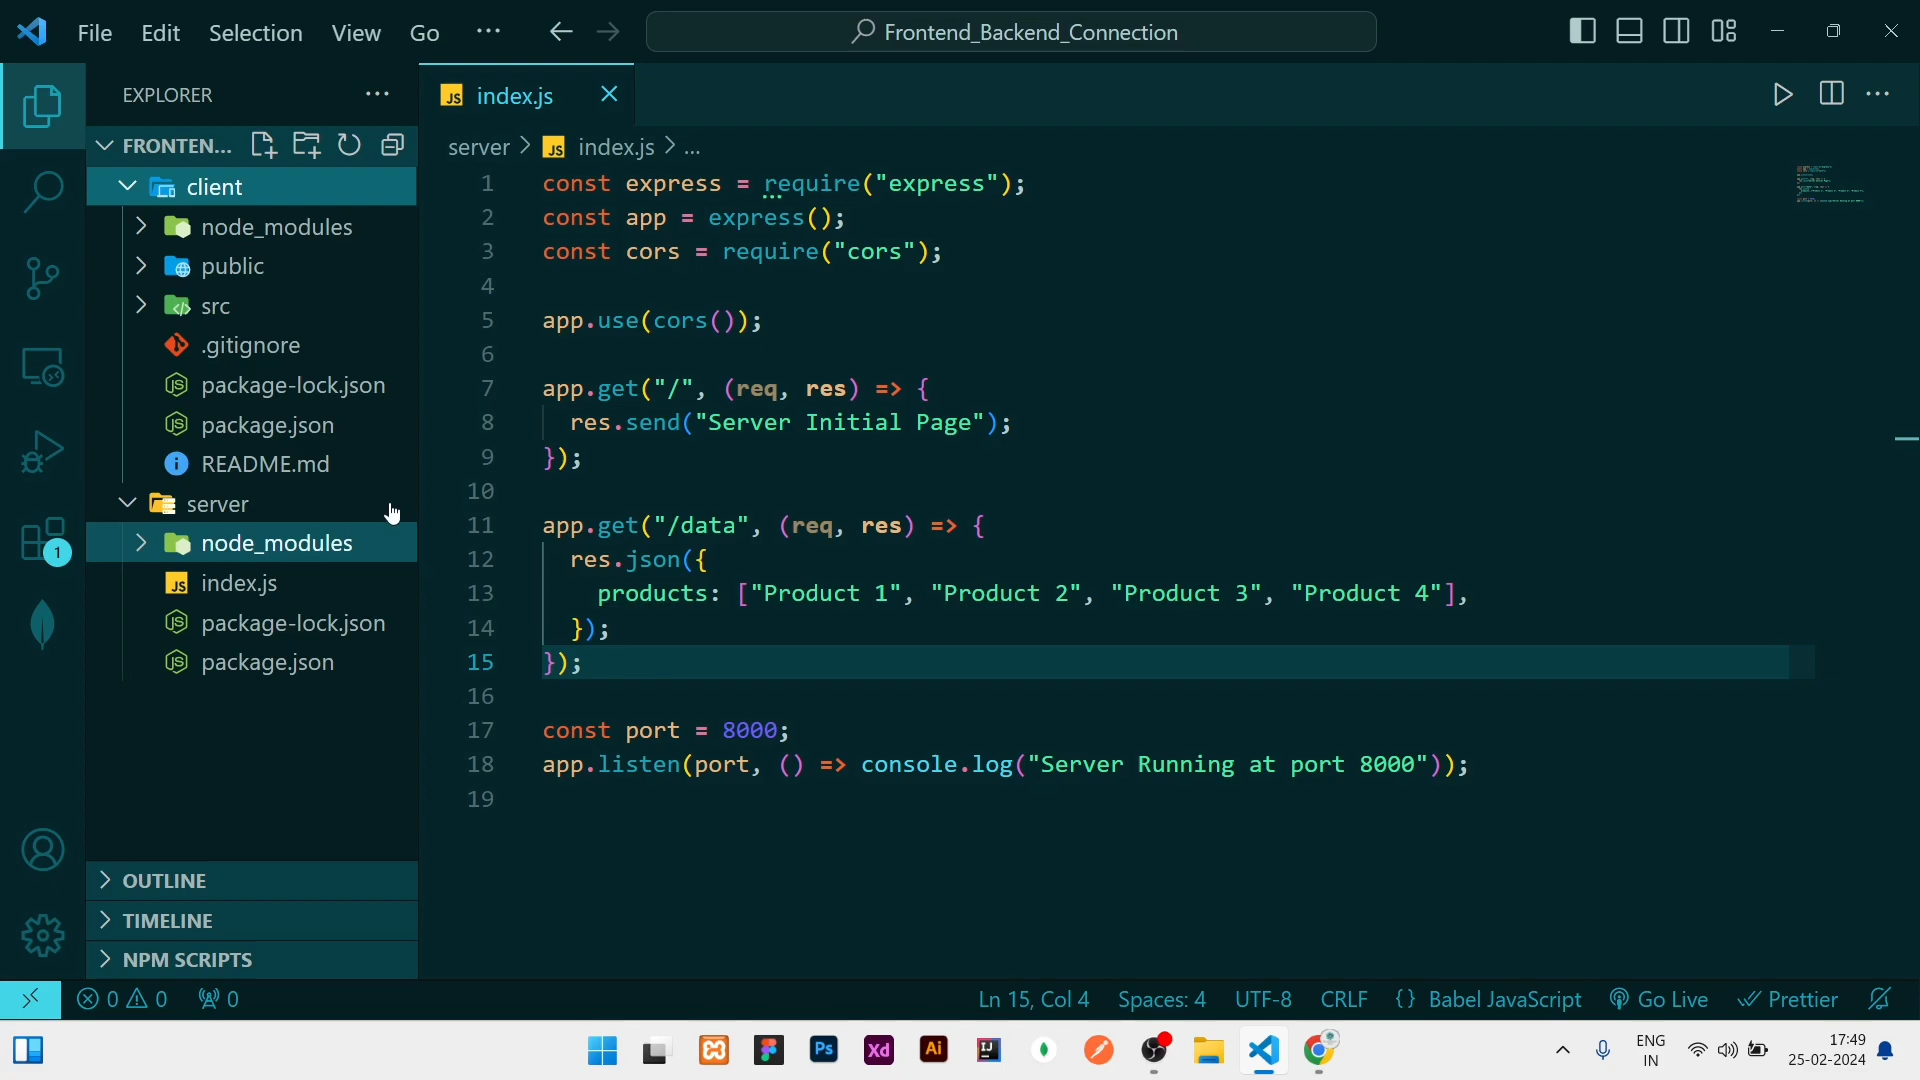 File Edit Selection View Go ··· Frontend_Backend_Connection
EXPLORER ···
FRONTEN...
client
node_modules
public
src
.gitignore
package-lock.json
package.json
README.md
server
node_modules
index.js
package-lock.json
package.json
OUTLINE
TIMELINE
NPM SCRIPTS
JS index.js
server > JS index.js > ...
1 const express = require("express");
2 const app = express();
3 const cors = require("cors");
4
5 app.use(cors());
6
7 app.get("/", (req, res) => {
8 res.send("Server Initial Page");
9 });
10
11 app.get("/data", (req, res) => {
12 res.json({
13 products: ["Product 1", "Product 2", "Product 3", "Product 4"],
14 });
15 });
16
17 const port = 8000;
18 app.listen(port, () => console.log("Server Running at port 8000"));
19
1
0 0 0 Ln 15, Col 4 Spaces: 4 UTF-8 CRLF {} Babel JavaScript Go Live Prettier
Ps Xd Ai IJ
ENG
IN
17:49
25-02-2024